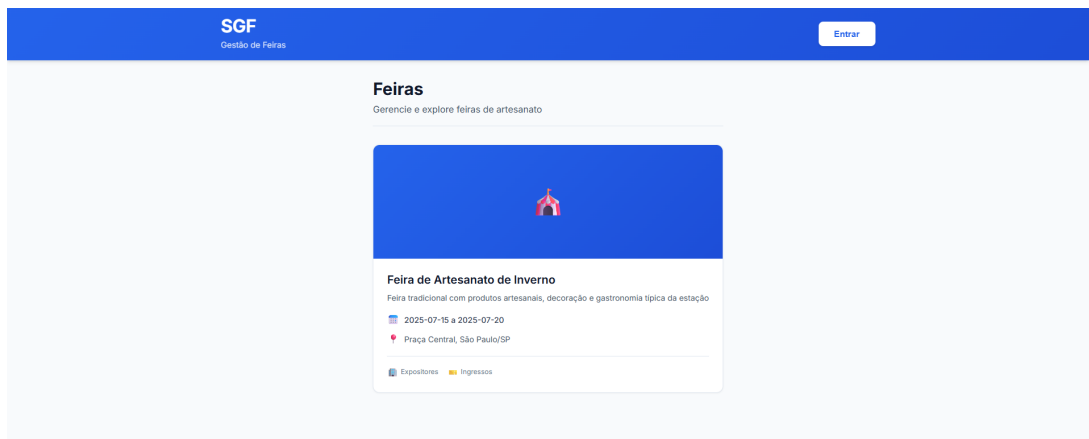 SGF
Gestão de Feiras
Entrar
Feiras
Gerencie e explore feiras de artesanato
Feira de Artesanato de Inverno
Feira tradicional com produtos artesanais, decoração e gastronomia típica da estação
2025-07-15 a 2025-07-20
Praça Central, São Paulo/SP
Expositores Ingressos